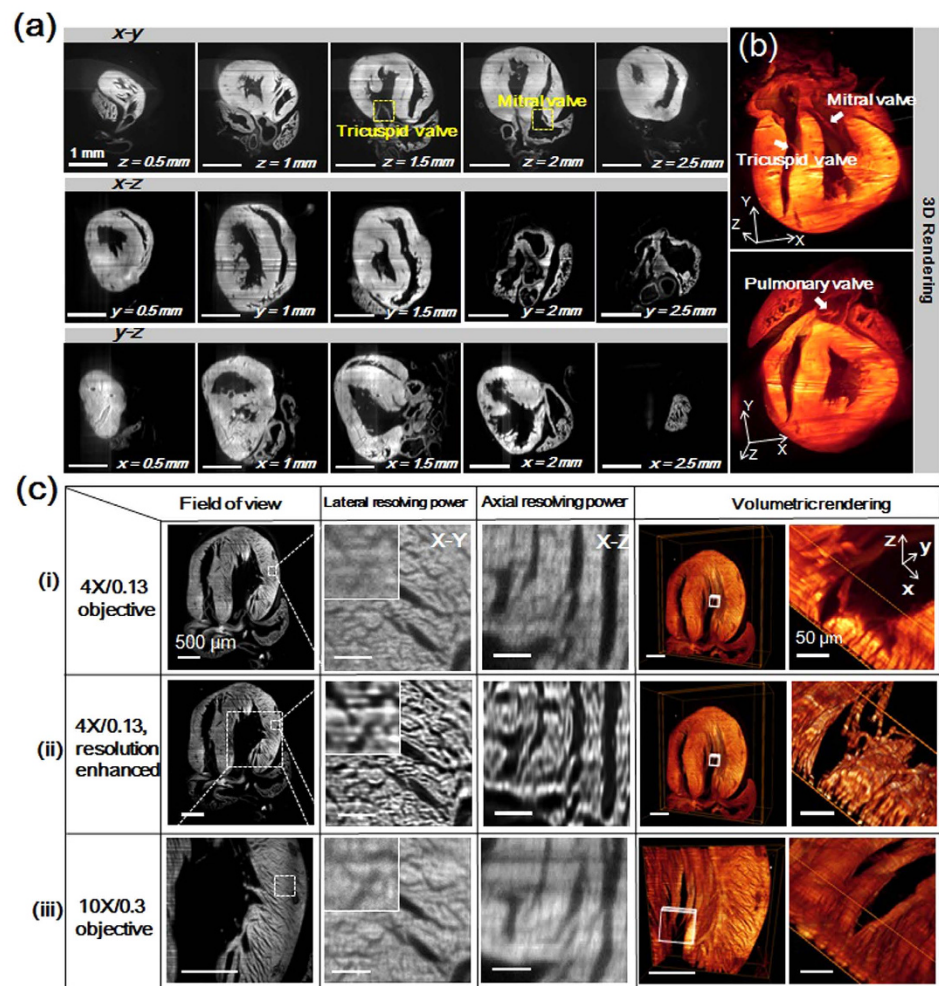 (a)
x-y
1 mm
z = 0.5 mm
z = 1 mm
Tricuspid valve
z = 1.5 mm
Mitral valve
z = 2 mm
z = 2.5 mm
x-z
y = 0.5 mm
y = 1 mm
y = 1.5 mm
y = 2 mm
y = 2.5 mm
y-z
x = 0.5 mm
x = 1 mm
x = 1.5 mm
x = 2 mm
x = 2.5 mm
(b)
Mitral valve
Tricuspid valve
Y
Z
X
Pulmonary valve
Y
Z
X
3D Rendering
(c)
Field of view
Lateral resolving power
Axial resolving power
Volumetric rendering
(i)
4X/0.13
objective
500 µm
X-Y
X-Z
z
y
x
50 µm
(ii)
4X/0.13,
resolution
enhanced
(iii)
10X/0.3
objective